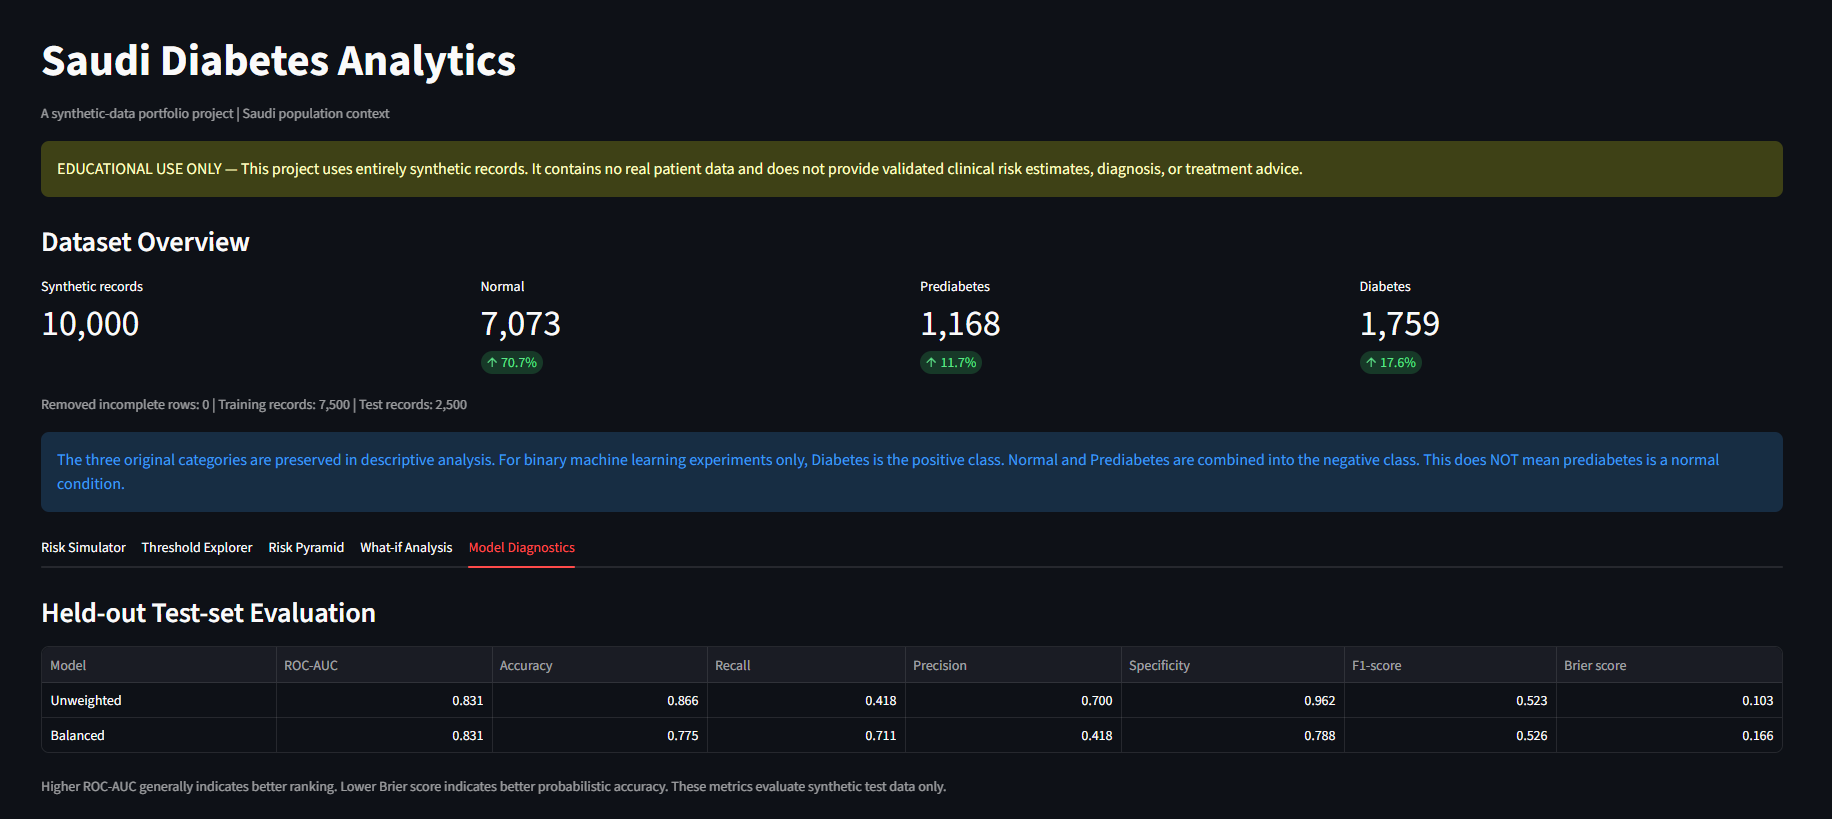 Saudi Diabetes Analytics
A synthetic-data portfolio project | Saudi population context
EDUCATIONAL USE ONLY — This project uses entirely synthetic records. It contains no real patient data and does not provide validated clinical risk estimates, diagnosis, or treatment advice.
Dataset Overview
Synthetic records Normal Prediabetes Diabetes
10,000 7,073 1,168 1,759
↑ 70.7% ↑ 11.7% ↑ 17.6%
Removed incomplete rows: 0 | Training records: 7,500 | Test records: 2,500
The three original categories are preserved in descriptive analysis. For binary machine learning experiments only, Diabetes is the positive class. Normal and Prediabetes are combined into the negative class. This does NOT mean prediabetes is a normal
condition.
Risk Simulator Threshold Explorer Risk Pyramid What-if Analysis Model Diagnostics
Held-out Test-set Evaluation
Model ROC-AUC Accuracy Recall Precision Specificity F1-score Brier score
Unweighted 0.831 0.866 0.418 0.700 0.962 0.523 0.103
Balanced 0.831 0.775 0.711 0.418 0.788 0.526 0.166
Higher ROC-AUC generally indicates better ranking. Lower Brier score indicates better probabilistic accuracy. These metrics evaluate synthetic test data only.